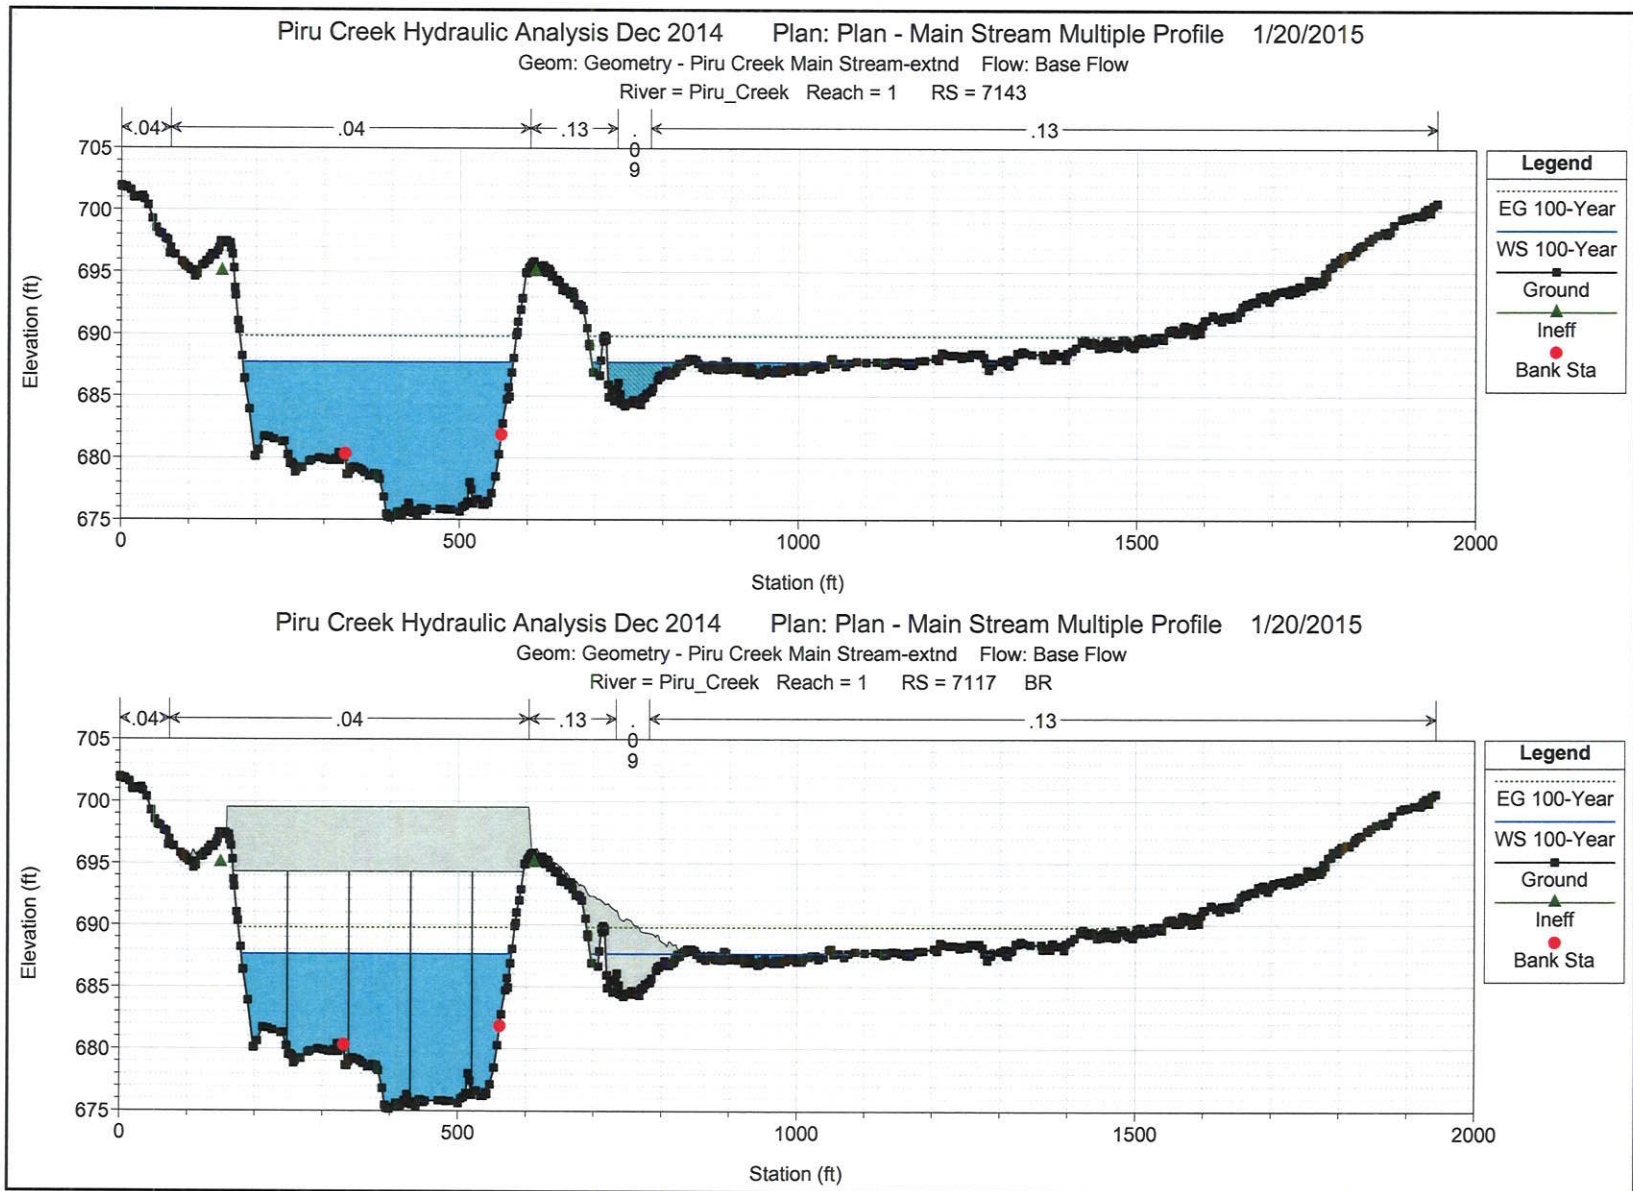 Piru Creek Hydraulic Analysis Dec 2014 Plan: Plan - Main Stream Multiple Profile 1/20/2015
Geom: Geometry - Piru Creek Main Stream-extnd Flow: Base Flow
River = Piru_Creek Reach = 1 RS = 7143
.04 .04 .13 .09 .13
705
700
695
690
685
680
675
Elevation (ft)
0 500 1000 1500 2000
Station (ft)
Legend
EG 100-Year
WS 100-Year
Ground
Ineff
Bank Sta
Piru Creek Hydraulic Analysis Dec 2014 Plan: Plan - Main Stream Multiple Profile 1/20/2015
Geom: Geometry - Piru Creek Main Stream-extnd Flow: Base Flow
River = Piru_Creek Reach = 1 RS = 7117 BR
.04 .04 .13 .09 .13
705
700
695
690
685
680
675
Elevation (ft)
0 500 1000 1500 2000
Station (ft)
Legend
EG 100-Year
WS 100-Year
Ground
Ineff
Bank Sta